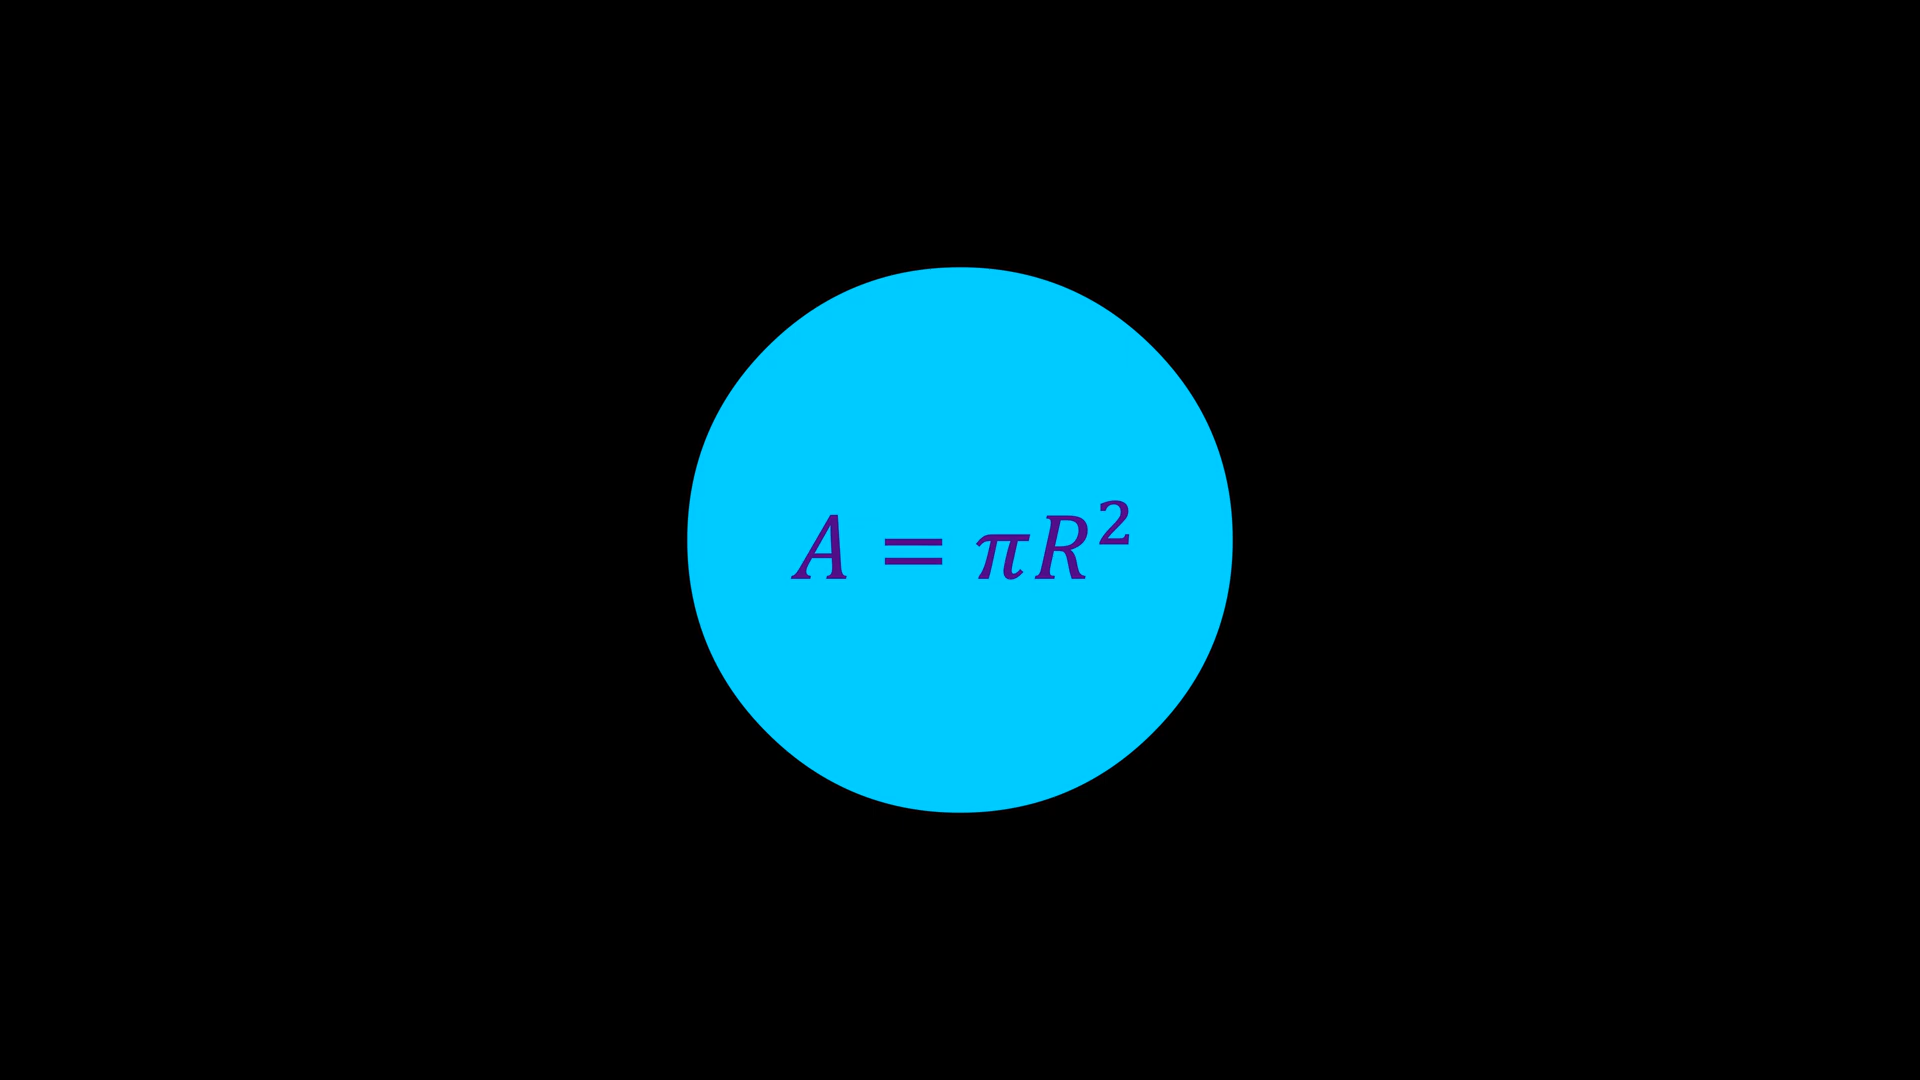 A = πR²